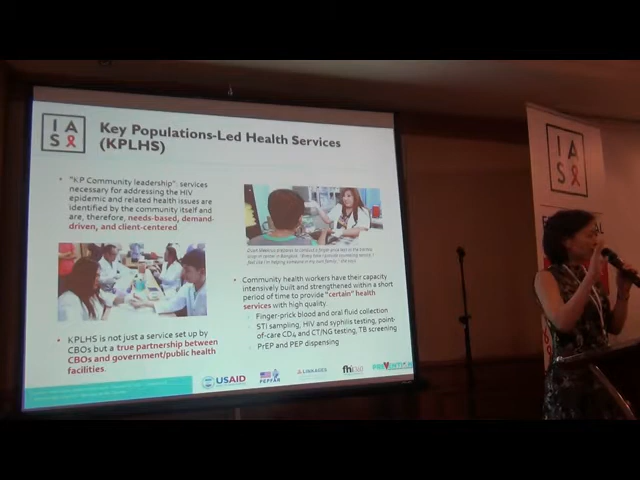 IAS
Key Populations-Led Health Services
(KPLHS)
• "KP Community leadership": services
necessary for addressing the HIV
epidemic and related health issues are
identified by the community itself and
are, therefore, needs-based, demand-
driven, and client-centered
• KPLHS is not just a service set up by
CBOs but a true partnership between
CBOs and government/public health
facilities.
• Community health workers have their capacity
intensively built and strengthened within a short
period of time to provide "certain" health
services with high quality.
Finger-prick blood and oral fluid collection
STI sampling, HIV and syphilis testing, point-
of-care CD4 and CT/NG testing, TB screening
PrEP and PEP dispensing
USAID
PEPFAR
LINKAGES
fhi360
PREVENTION
IAS